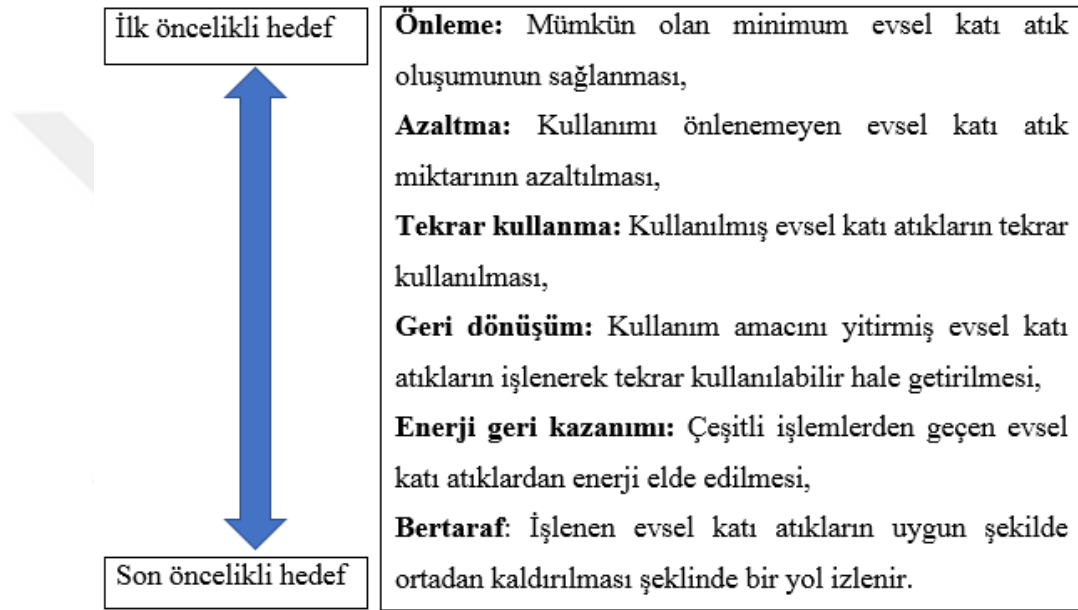 İlk öncelikli hedef
Önleme: Mümkün olan minimum evsel katı atık
oluşumunun sağlanması,
Azaltma: Kullanımı önlenemeyen evsel katı atık
miktarının azaltılması,
Tekrar kullanma: Kullanılmış evsel katı atıkların tekrar
kullanılması,
Geri dönüşüm: Kullanım amacını yitirmiş evsel katı
atıkların işlenerek tekrar kullanılabilir hale getirilmesi,
Enerji geri kazanımı: Çeşitli işlemlerden geçen evsel
katı atıklardan enerji elde edilmesi,
Bertaraf: İşlenen evsel katı atıkların uygun şekilde
ortadan kaldırılması şeklinde bir yol izlenir.
Son öncelikli hedef